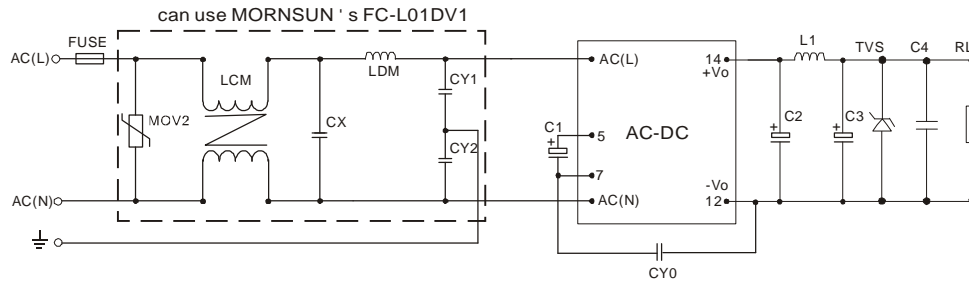 can use MORNSUN ' s FC-L01DV1
FUSE
AC(L)
LCM
LDM
CY1
MOV2
CX
CY2
AC(N)
AC(L)
C1
+
5
7
AC-DC
AC(N)
14
+Vo
-Vo
12
CY0
L1
TVS
C4
RL
+
C2
+
C3